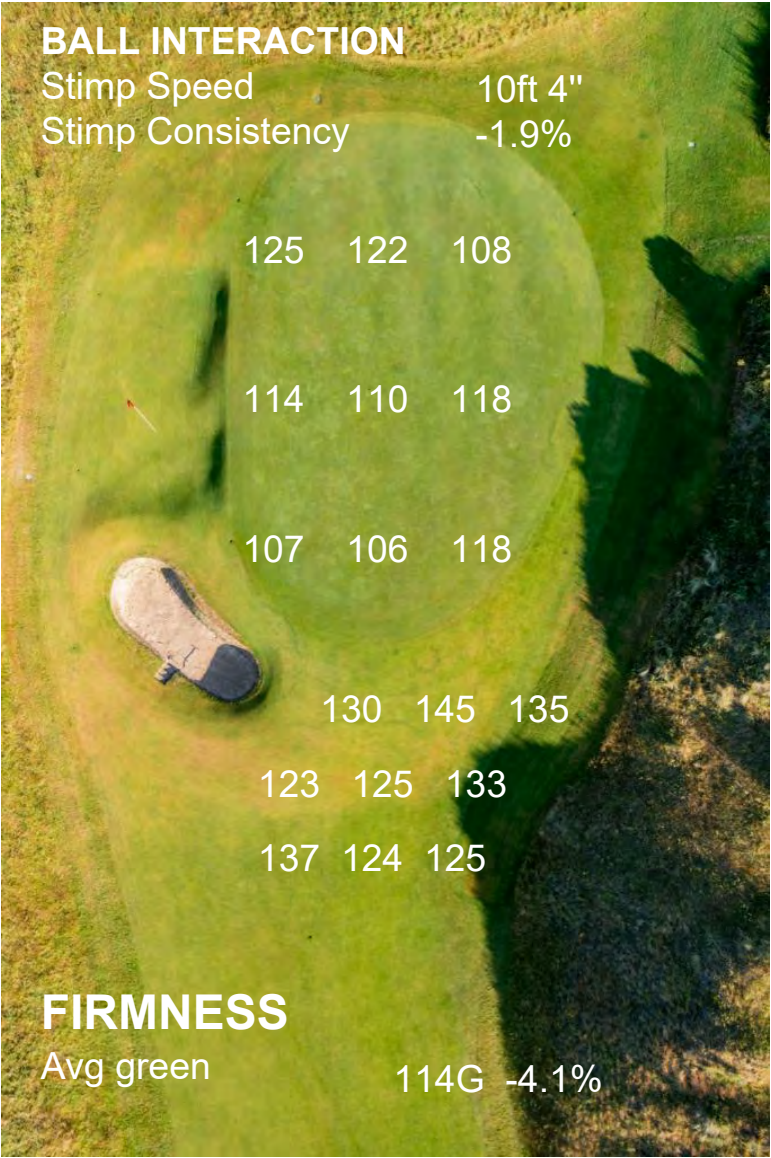 BALL INTERACTION
Stimp Speed 10ft 4"
Stimp Consistency -1.9%
125 122 108
114 110 118
107 106 118
130 145 135
123 125 133
137 124 125
FIRMNESS
Avg green 114G -4.1%